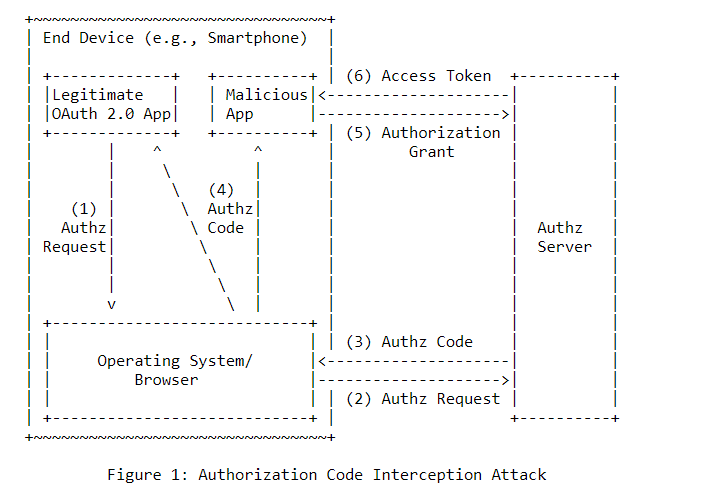 End Device (e.g., Smartphone)
(6) Access Token
Legitimate
OAuth 2.0 App
Malicious
App
(5) Authorization
Grant
(1)
Authz
Request
(4)
Authz
Code
Authz
Server
(3) Authz Code
Operating System/
Browser
(2) Authz Request
Figure 1: Authorization Code Interception Attack